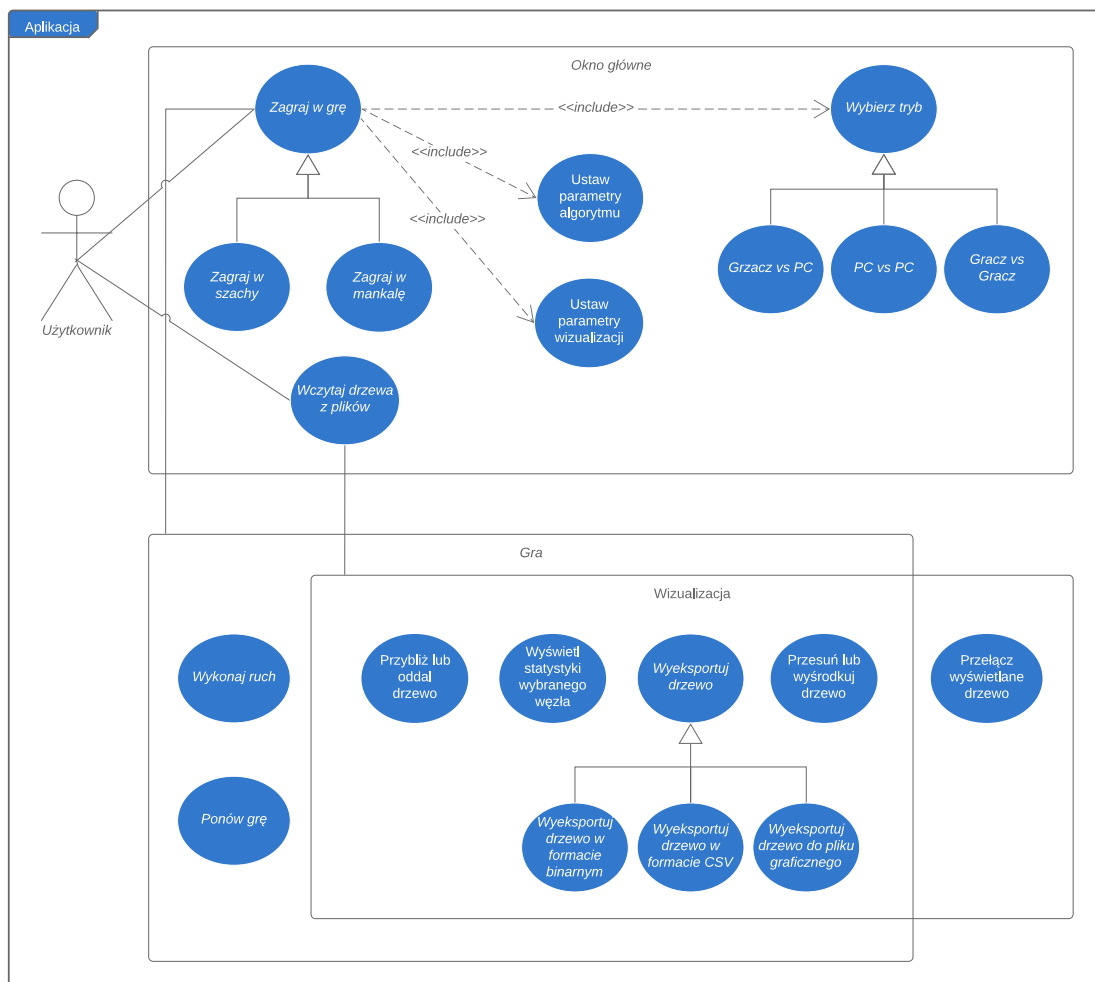 Aplikacja
Okno główne
Zagraj w grę
<<include>>
Wybierz tryb
<<include>>
Ustaw
parametry
algorytmu
<<include>>
Zagraj w
szachy
Zagraj w
mankalę
Grzacz vs PC
PC vs PC
Gracz vs
Gracz
Użytkownik
Ustaw
parametry
wizualizacji
Wczytaj drzewa
z plików
Gra
Wizualizacja
Wykonaj ruch
Przybliż lub
oddal
drzewo
Wyświetl
statystyki
wybranego
węzła
Wyeksportuj
drzewo
Przesuń lub
wyśrodkuj
drzewo
Przełącz
wyświetlane
drzewo
Ponów grę
Wyeksportuj
drzewo w
formacie
binarnym
Wyeksportuj
drzewo w
formacie CSV
Wyeksportuj
drzewo do pliku
graficznego